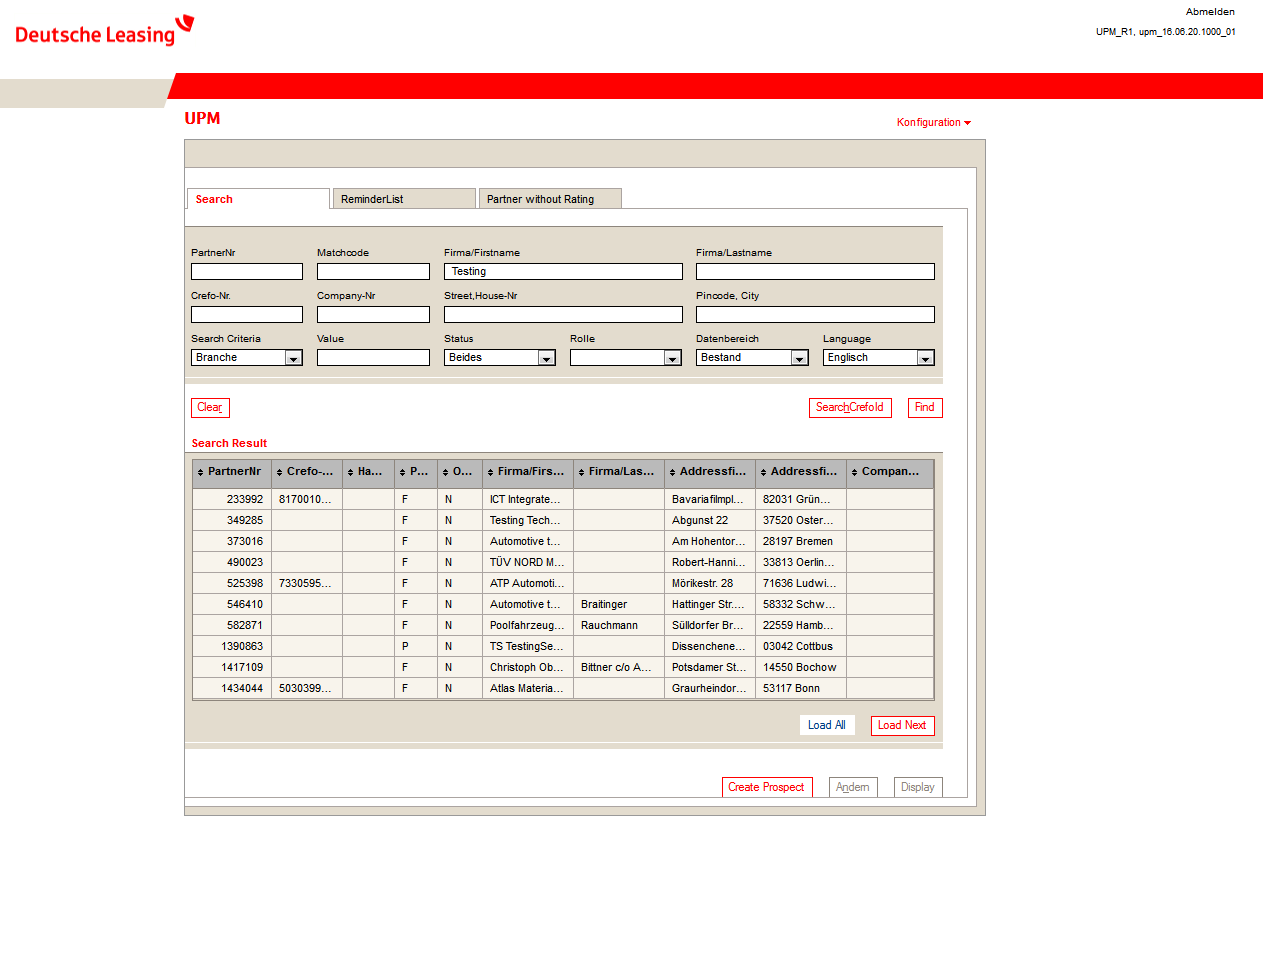 Deutsche Leasing
Abmelden
UPM_R1, upm_16.06.20.1000_01
UPM
Konfiguration
Search ReminderList Partner without Rating
PartnerNr Matchcode Firma/Firstname Firma/Lastname
Testing
Crefo-Nr. Company-Nr Street,House-Nr Pincode, City
Search Criteria Value Status Rolle Datenbereich Language
Branche Beides Bestand Englisch
Clear SearchCrefoId Find
Search Result
PartnerNr Crefo-... Ha... P... O... Firma/Firs... Firma/Las... Addressfi... Addressfi... Compan...
233992 8170010... F N ICT Integrate... Bavariafilmpl... 82031 Grün...
349285 F N Testing Tech... Abgunst 22 37520 Oster...
373016 F N Automotive t... Am Hohentor... 28197 Bremen
490023 F N TÜV NORD M... Robert-Hanni... 33813 Oerlin...
525398 7330595... F N ATP Automoti... Mörikestr. 28 71636 Ludwi...
546410 F N Automotive t... Braitinger Hattinger Str.... 58332 Schw...
582871 F N Poolfahrzeug... Rauchmann Sülldorfer Br... 22559 Hamb...
1390863 P N TS TestingSe... Dissenchene... 03042 Cottbus
1417109 F N Christoph Ob... Bittner c/o A... Potsdamer St... 14550 Bochow
1434044 5030399... F N Atlas Materia... Graurheindor... 53117 Bonn
Load All Load Next
Create Prospect Ändern Display